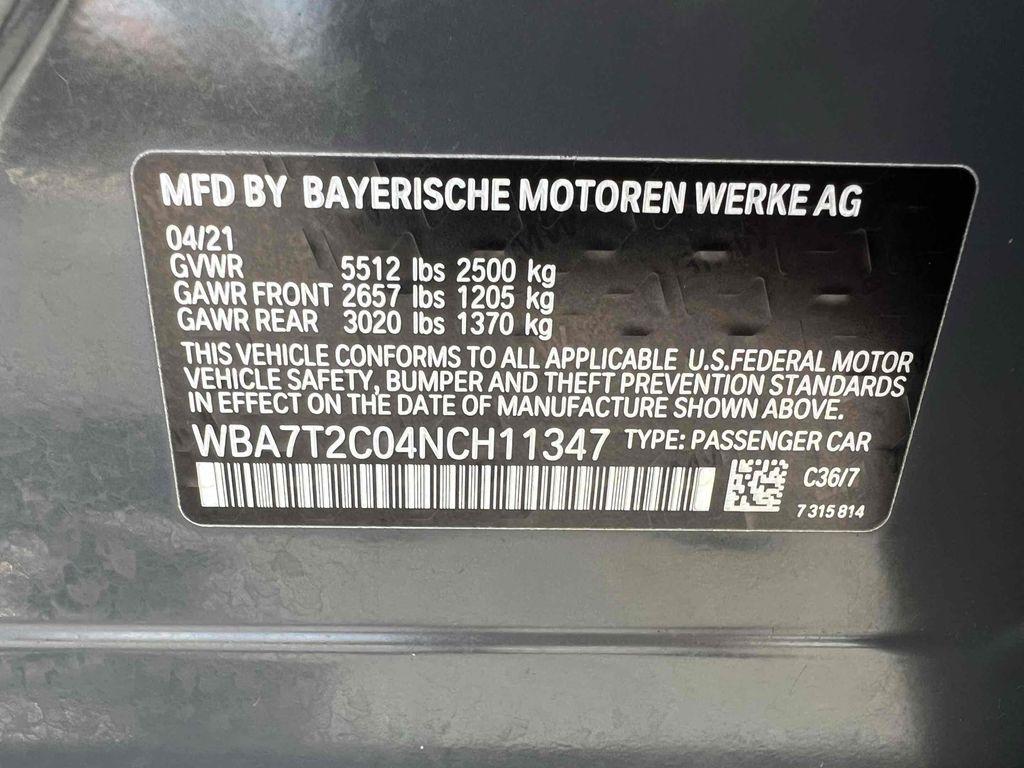 MFD BY BAYERISCHE MOTOREN WERKE AG
04/21
GVWR 5512 lbs 2500 kg
GAWR FRONT 2657 lbs 1205 kg
GAWR REAR 3020 lbs 1370 kg
THIS VEHICLE CONFORMS TO ALL APPLICABLE U.S.FEDERAL MOTOR
VEHICLE SAFETY, BUMPER AND THEFT PREVENTION STANDARDS
IN EFFECT ON THE DATE OF MANUFACTURE SHOWN ABOVE.
WBA7T2C04NCH11347 TYPE: PASSENGER CAR
C36/7
7 315 814